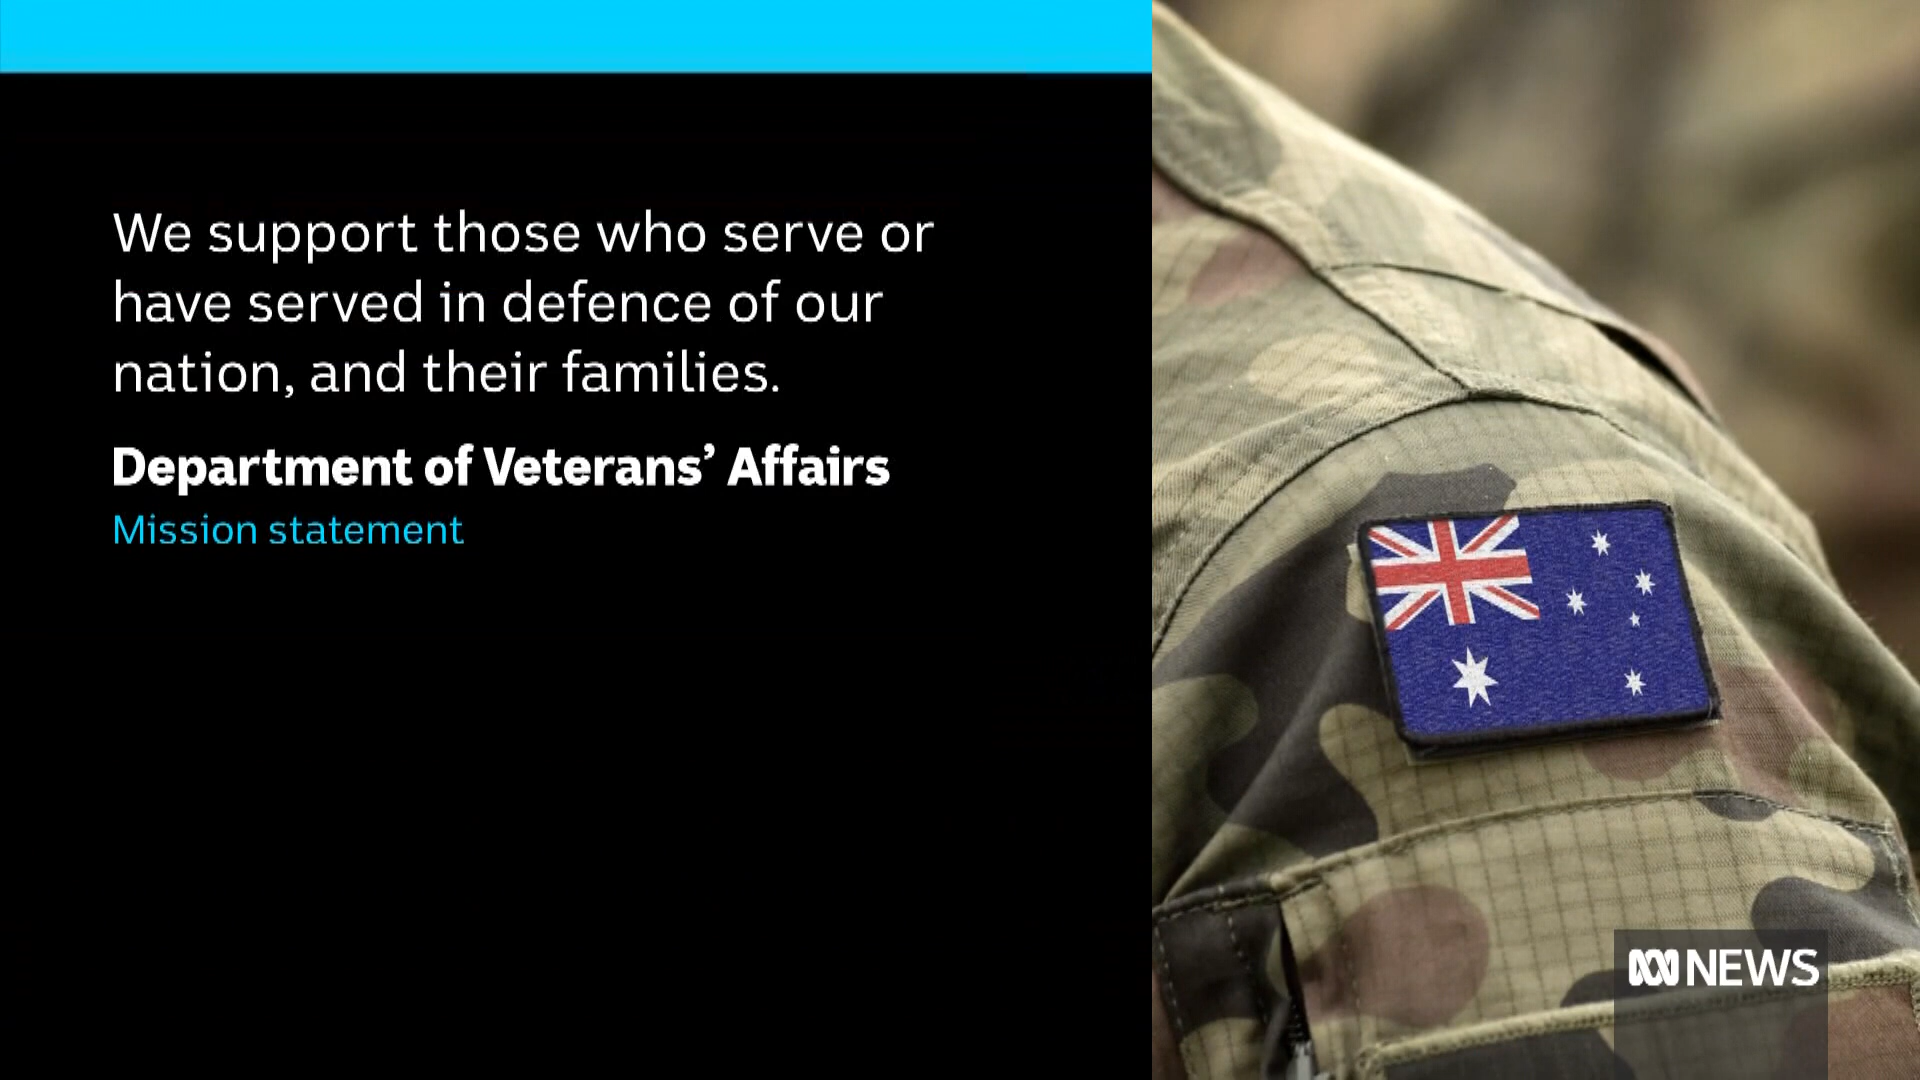 We support those who serve or
have served in defence of our
nation, and their families.
Department of Veterans’ Affairs
Mission statement
NEWS